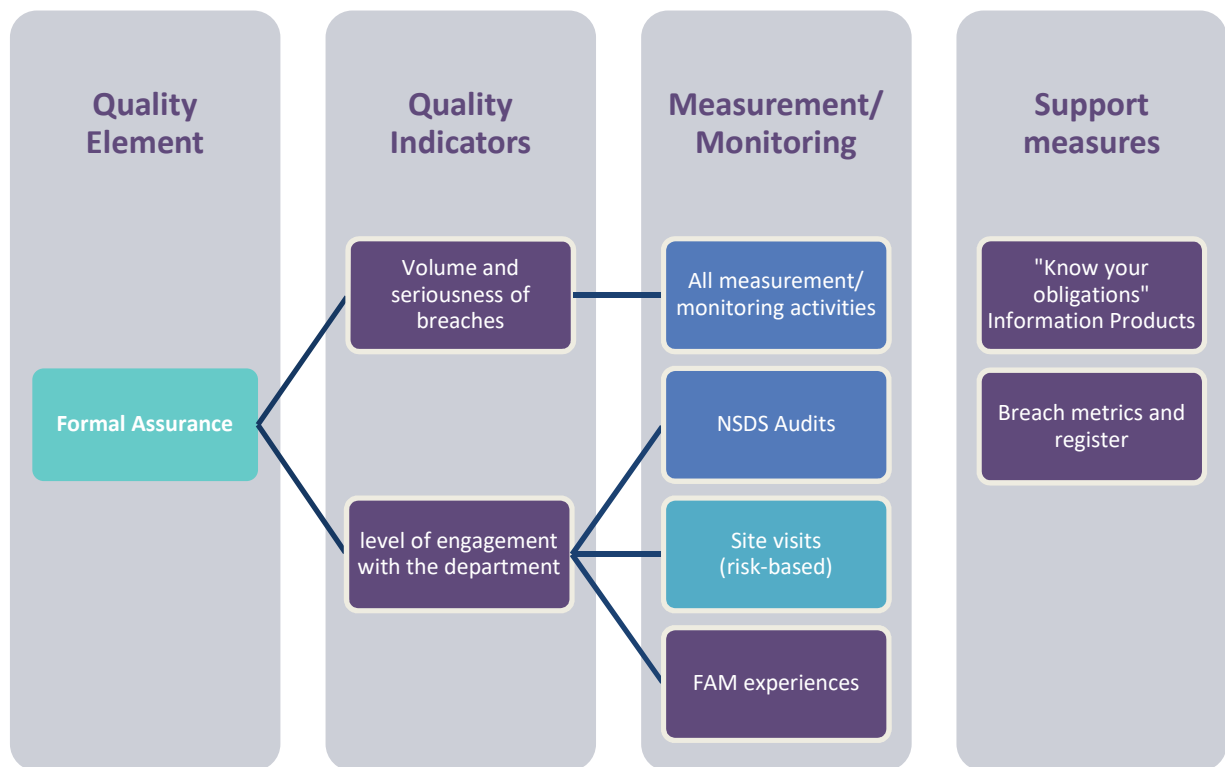 Quality
Element
Quality
Indicators
Measurement/
Monitoring
Support
measures
Formal Assurance
Volume and
seriousness of
breaches
level of engagement
with the department
All measurement/
monitoring activities
NSDS Audits
Site visits
(risk-based)
FAM experiences
"Know your
obligations"
Information Products
Breach metrics and
register